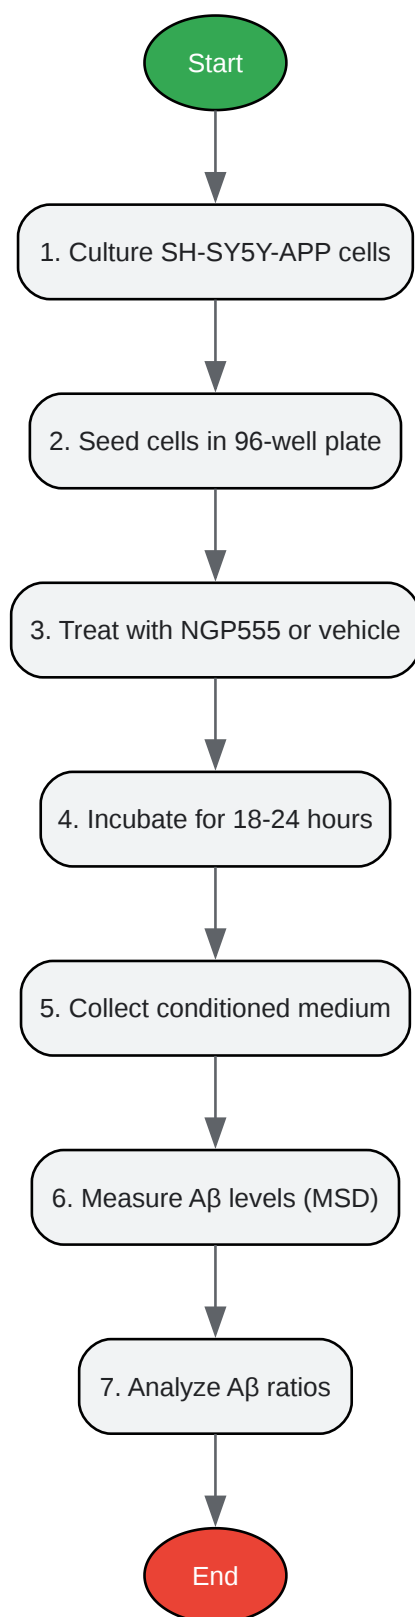 Start
1. Culture SH-SY5Y-APP cells
2. Seed cells in 96-well plate
3. Treat with NGP555 or vehicle
4. Incubate for 18-24 hours
5. Collect conditioned medium
6. Measure Aβ levels (MSD)
7. Analyze Aβ ratios
End